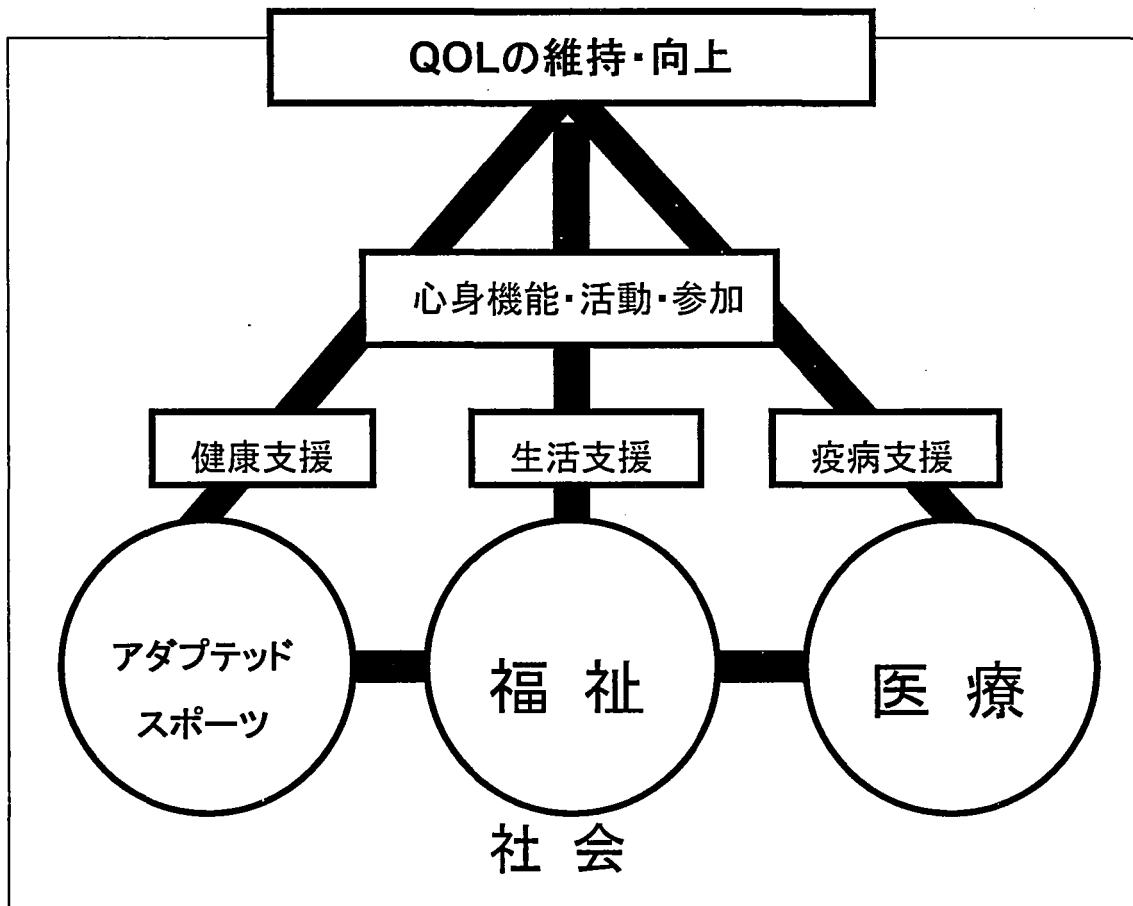 QOLの維持・向上
心身機能・活動・参加
健康支援
生活支援
疫病支援
アダプテッド
スポーツ
福 祉
医 療
社 会